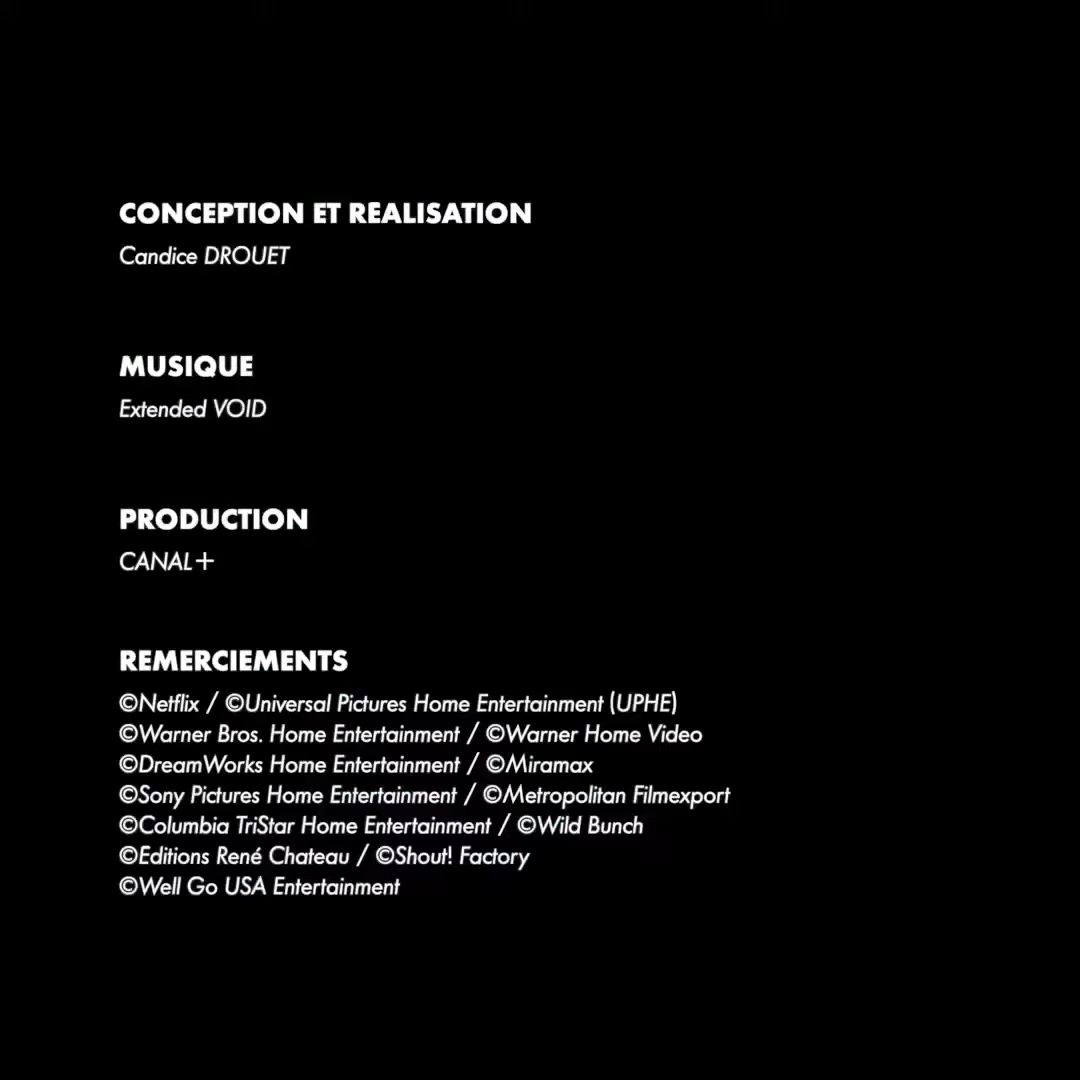 CONCEPTION ET REALISATION
Candice DROUET
MUSIQUE
Extended VOID
PRODUCTION
CANAL+
REMERCIEMENTS
©Netflix / ©Universal Pictures Home Entertainment (UPHE)
©Warner Bros. Home Entertainment / ©Warner Home Video
©DreamWorks Home Entertainment / ©Miramax
©Sony Pictures Home Entertainment / ©Metropolitan Filmexport
©Columbia TriStar Home Entertainment / ©Wild Bunch
©Editions René Chateau / ©Shout! Factory
©Well Go USA Entertainment